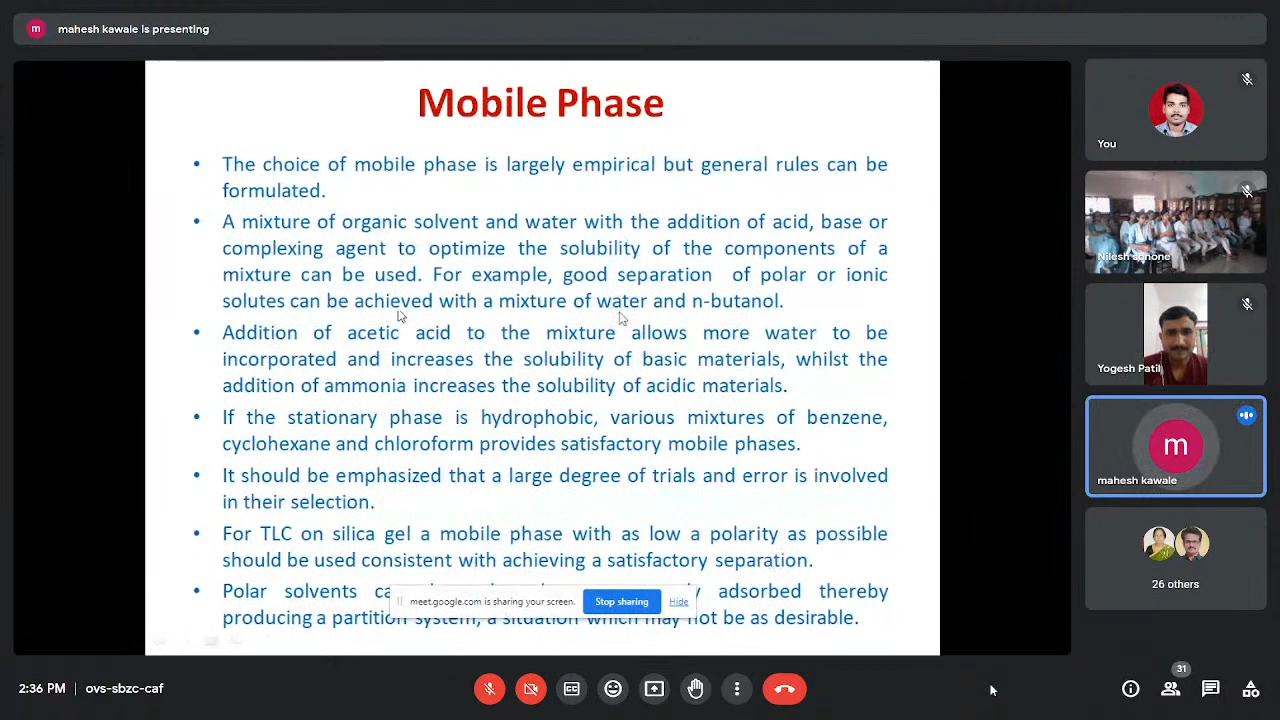 m mahesh kawale is presenting
Mobile Phase
• The choice of mobile phase is largely empirical but general rules can be
formulated.
• A mixture of organic solvent and water with the addition of acid, base or
complexing agent to optimize the solubility of the components of a
mixture can be used. For example, good separation of polar or ionic
solutes can be achieved with a mixture of water and n-butanol.
• Addition of acetic acid to the mixture allows more water to be
incorporated and increases the solubility of basic materials, whilst the
addition of ammonia increases the solubility of acidic materials.
• If the stationary phase is hydrophobic, various mixtures of benzene,
cyclohexane and chloroform provides satisfactory mobile phases.
• It should be emphasized that a large degree of trials and error is involved
in their selection.
• For TLC on silica gel a mobile phase with as low a polarity as possible
should be used consistent with achieving a satisfactory separation.
• Polar solvents adsorbed thereby
producing a partition system, a situation which may not be as desirable.
meet.google.com is sharing your screen. Stop sharing Hide
You
Nilesh sonone
Yogesh Patil
m
mahesh kawale
26 others
2:36 PM | ovs-sbzc-caf
31